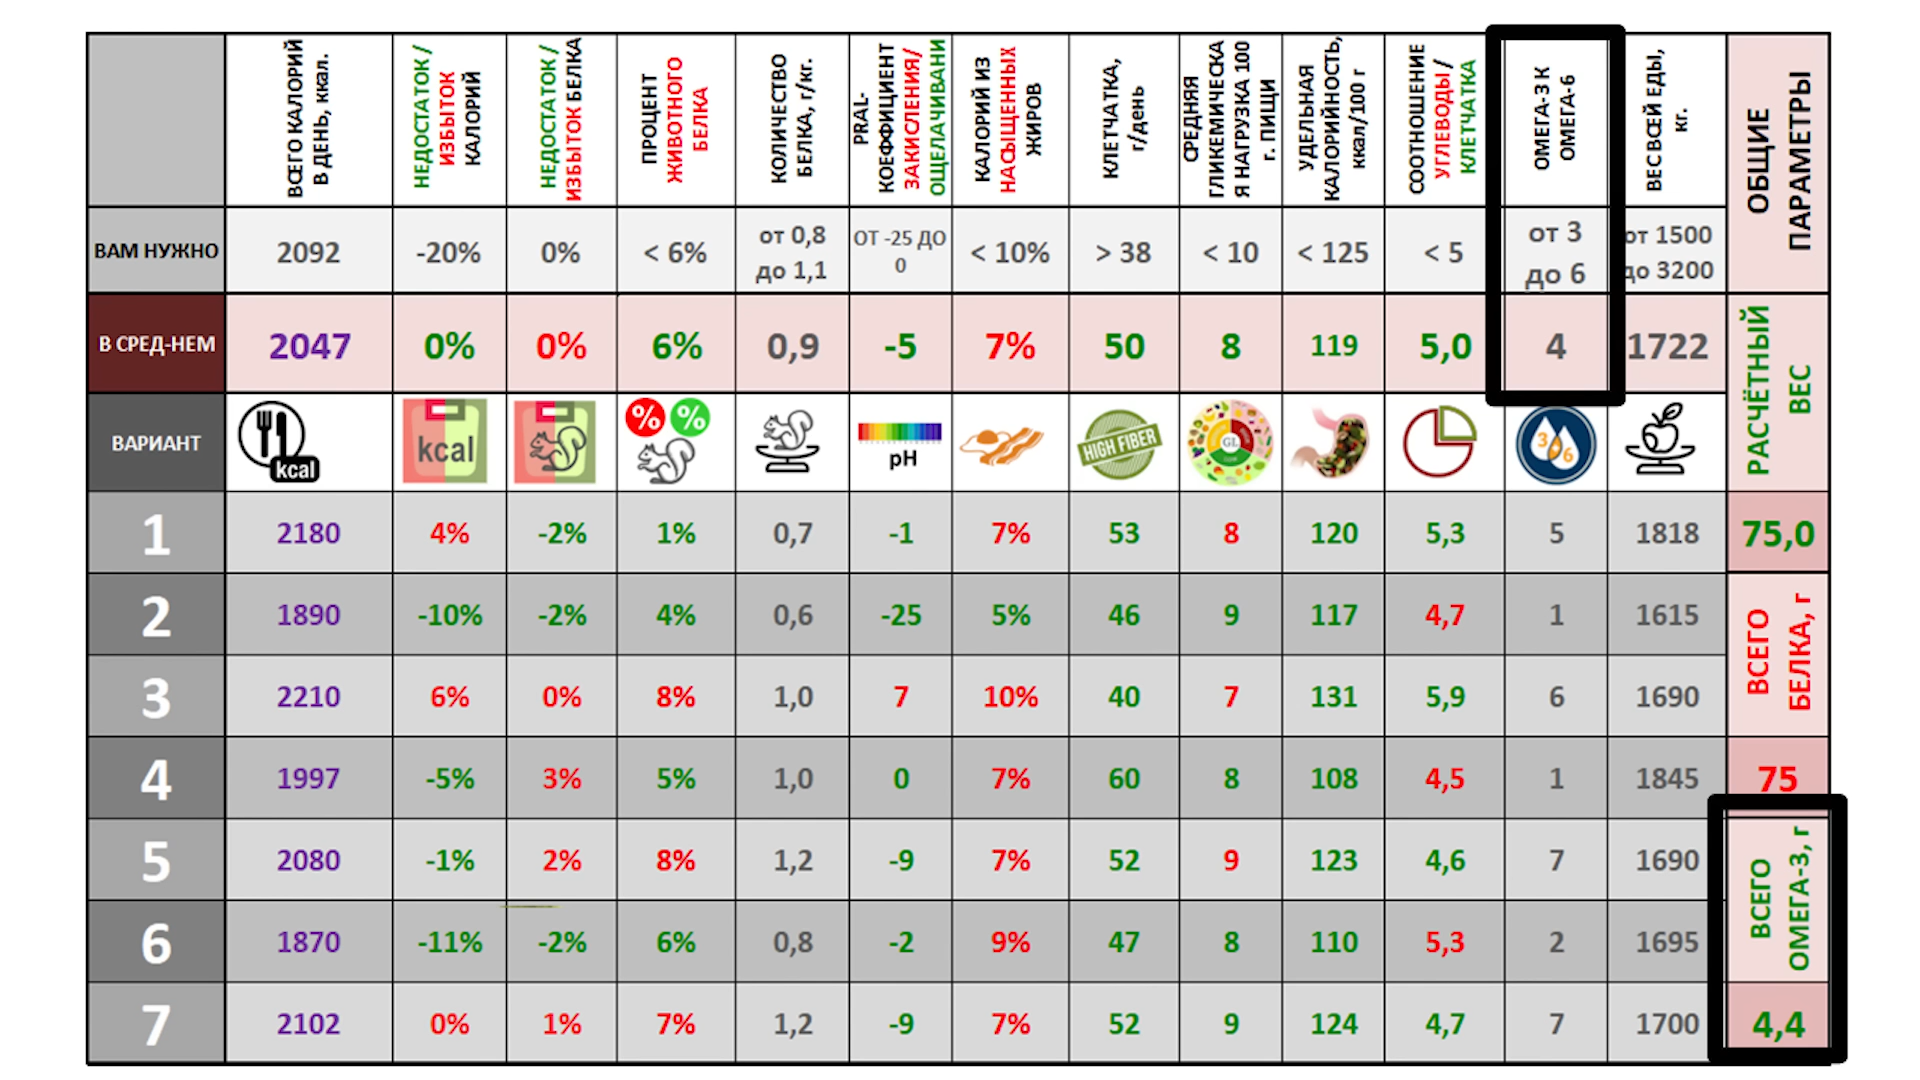 ВСЕГО КАЛОРИЙ
В ДЕНЬ, ккал.
НЕДОСТАТОК /
ИЗБЫТОК
КАЛОРИЙ
НЕДОСТАТОК /
ИЗБЫТОК БЕЛКА
ПРОЦЕНТ
ЖИВОТНОГО
БЕЛКА
КОЛИЧЕСТВО
БЕЛКА, г/кг.
PRAL-
КОЕФФИЦИЕНТ
ЗАКИСЛЕНИЯ/
ОЩЕЛАЧИВАНИ
КАЛОРИЙ ИЗ
НАСЫЩЕННЫХ
ЖИРОВ
КЛЕТЧАТКА,
г/день
СРЕДНЯЯ
ГЛИКЕМИЧЕСКА
Я НАГРУЗКА 100
г. ПИЩИ
УДЕЛЬНАЯ
КАЛОРИЙНОСТЬ,
ккал/100 г
СООТНОШЕНИЕ
УГЛЕВОДЫ /
КЛЕТЧАТКА
ОМЕГА-3 К
ОМЕГА-6
ВЕС ВСЕЙ ЕДЫ,
кг.
ОБЩИЕ
ПАРАМЕТРЫ
ВАМ НУЖНО 2092 -20% 0% < 6% от 0,8 до 1,1 ОТ -25 ДО 0 < 10% > 38 < 10 < 125 < 5 от 3 до 6 от 1500 до 3200
В СРЕД-НЕМ 2047 0% 0% 6% 0,9 -5 7% 50 8 119 5,0 4 1722
РАСЧЁТНЫЙ
ВЕС
ВАРИАНТ kcal kcal % % pH HIGH FIBER GL 3 6
1 2180 4% -2% 1% 0,7 -1 7% 53 8 120 5,3 5 1818 75,0
2 1890 -10% -2% 4% 0,6 -25 5% 46 9 117 4,7 1 1615
ВСЕГО
БЕЛКА, г
3 2210 6% 0% 8% 1,0 7 10% 40 7 131 5,9 6 1690
4 1997 -5% 3% 5% 1,0 0 7% 60 8 108 4,5 1 1845 75
5 2080 -1% 2% 8% 1,2 -9 7% 52 9 123 4,6 7 1690
ВСЕГО
ОМЕГА-3, г
6 1870 -11% -2% 6% 0,8 -2 9% 47 8 110 5,3 2 1695
7 2102 0% 1% 7% 1,2 -9 7% 52 9 124 4,7 7 1700 4,4